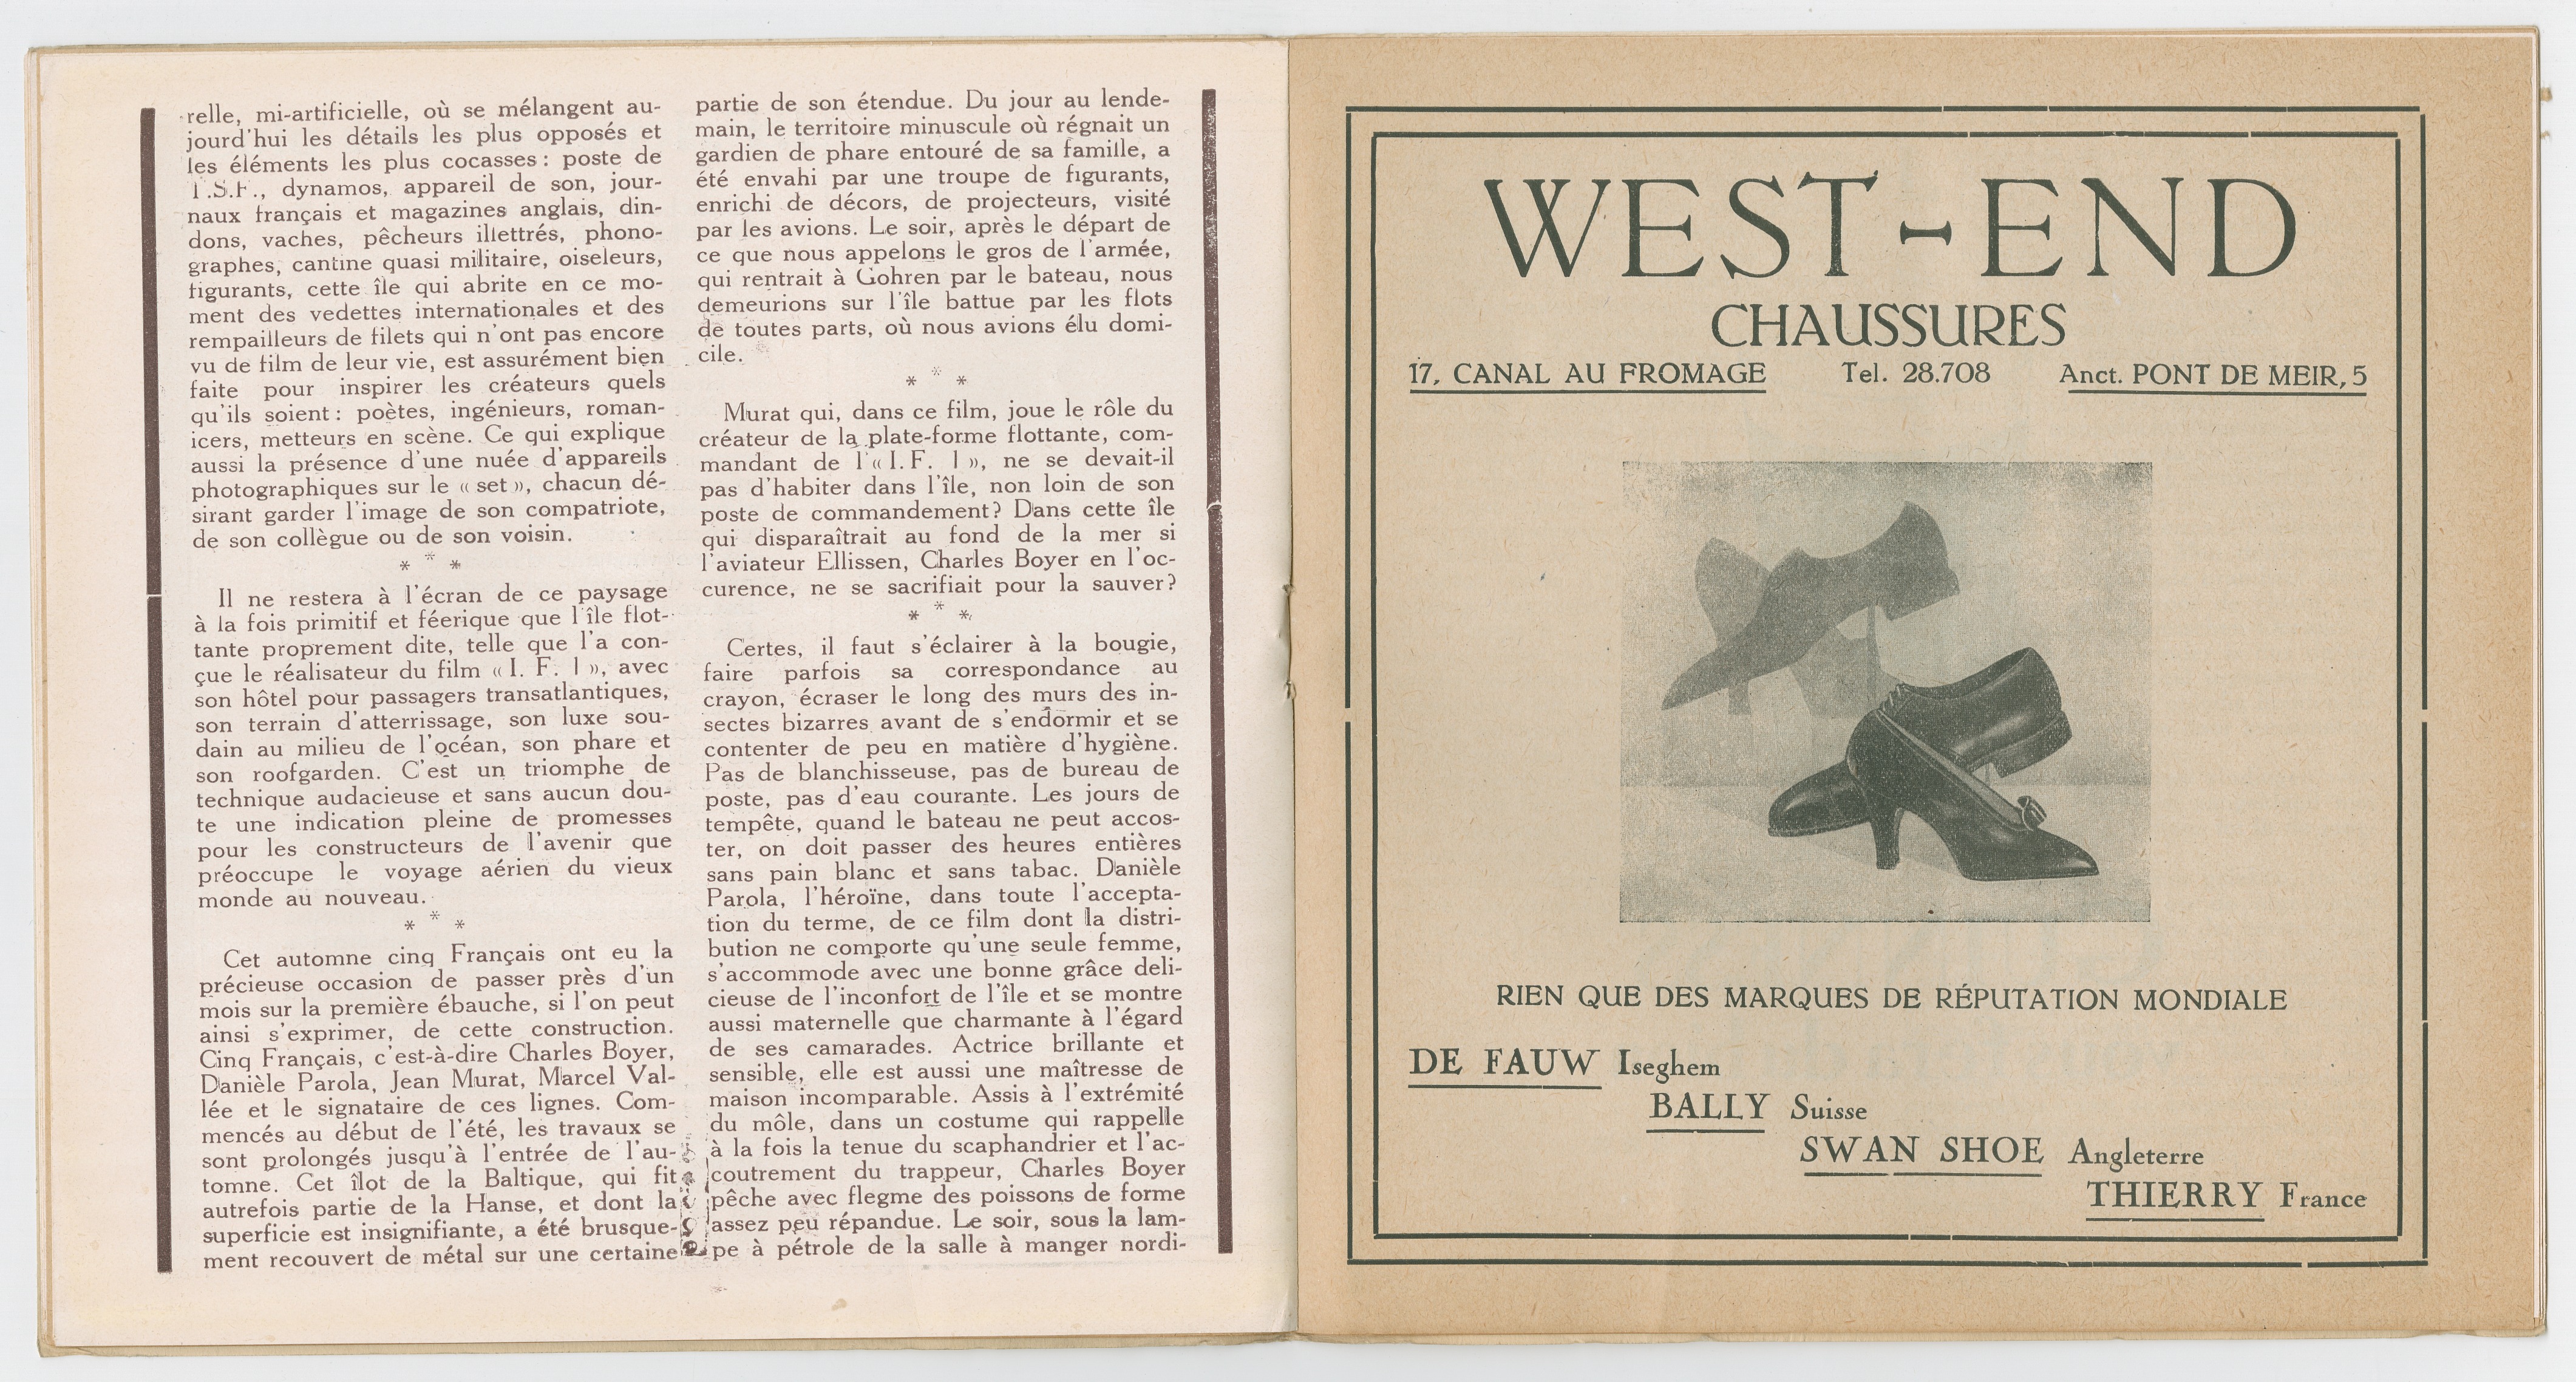 relle, mi-artificielle, où se mélangent au-
jourd'hui les détails les plus opposés et
les éléments les plus cocasses : poste de
T.S.F., dynamos, appareil de son, jour-
naux français et magazines anglais, din-
dons, vaches, pêcheurs illettrés, phono-
graphes, cantine quasi militaire, oiseleurs,
figurants, cette île qui abrite en ce mo-
ment des vedettes internationales et des
rempailleurs de filets qui n'ont pas encore
vu de film de leur vie, est assurément bien
faite pour inspirer les créateurs quels
qu'ils soient : poètes, ingénieurs, roman-
icers, metteurs en scène. Ce qui explique
aussi la présence d'une nuée d'appareils
photographiques sur le « set », chacun dé-
sirant garder l'image de son compatriote,
de son collègue ou de son voisin.
* * *
Il ne restera à l'écran de ce paysage
à la fois primitif et féerique que l'île flot-
tante proprement dite, telle que l'a con-
çue le réalisateur du film « I. F. I », avec
son hôtel pour passagers transatlantiques,
son terrain d'atterrissage, son luxe sou-
dain au milieu de l'océan, son phare et
son roofgarden. C'est un triomphe de
technique audacieuse et sans aucun dou-
te une indication pleine de promesses
pour les constructeurs de l'avenir que
préoccupe le voyage aérien du vieux
monde au nouveau.
* * *
Cet automne cinq Français ont eu la
précieuse occasion de passer près d'un
mois sur la première ébauche, si l'on peut
ainsi s'exprimer, de cette construction.
Cinq Français, c'est-à-dire Charles Boyer,
Danièle Parola, Jean Murat, Marcel Val-
lée et le signataire de ces lignes. Com-
mencés au début de l'été, les travaux se
sont prolongés jusqu'à l'entrée de l'au-
tomne. Cet îlot de la Baltique, qui fit
autrefois partie de la Hanse, et dont la
superficie est insignifiante, a été brusque-
ment recouvert de métal sur une certaine
partie de son étendue. Du jour au lende-
main, le territoire minuscule où régnait un
gardien de phare entouré de sa famille, a
été envahi par une troupe de figurants,
enrichi de décors, de projecteurs, visité
par les avions. Le soir, après le départ de
ce que nous appelons le gros de l'armée,
qui rentrait à Gohren par le bateau, nous
demeurions sur l'île battue par les flots
de toutes parts, où nous avions élu domi-
cile.
* * *
Murat qui, dans ce film, joue le rôle du
créateur de la plate-forme flottante, com-
mandant de l'« I. F. I », ne se devait-il
pas d'habiter dans l'île, non loin de son
poste de commandement? Dans cette île
qui disparaîtrait au fond de la mer si
l'aviateur Ellissen, Charles Boyer en l'oc-
curence, ne se sacrifiait pour la sauver?
* * *
Certes, il faut s'éclairer à la bougie,
faire parfois sa correspondance au
crayon, écraser le long des murs des in-
sectes bizarres avant de s'endormir et se
contenter de peu en matière d'hygiène.
Pas de blanchisseuse, pas de bureau de
poste, pas d'eau courante. Les jours de
tempête, quand le bateau ne peut accos-
ter, on doit passer des heures entières
sans pain blanc et sans tabac. Danièle
Parola, l'héroïne, dans toute l'accepta-
tion du terme, de ce film dont la distri-
bution ne comporte qu'une seule femme,
s'accommode avec une bonne grâce deli-
cieuse de l'inconfort de l'île et se montre
aussi maternelle que charmante à l'égard
de ses camarades. Actrice brillante et
sensible, elle est aussi une maîtresse de
maison incomparable. Assis à l'extrémité
du môle, dans un costume qui rappelle
à la fois la tenue du scaphandrier et l'ac-
coutrement du trappeur, Charles Boyer
pêche avec flegme des poissons de forme
assez peu répandue. Le soir, sous la lam-
pe à pétrole de la salle à manger nordi-
WEST-END
CHAUSSURES
17, CANAL AU FROMAGE Tel. 28.708 Anct. PONT DE MEIR, 5
RIEN QUE DES MARQUES DE RÉPUTATION MONDIALE
DE FAUW Iseghem
BALLY Suisse
SWAN SHOE Angleterre
THIERRY France